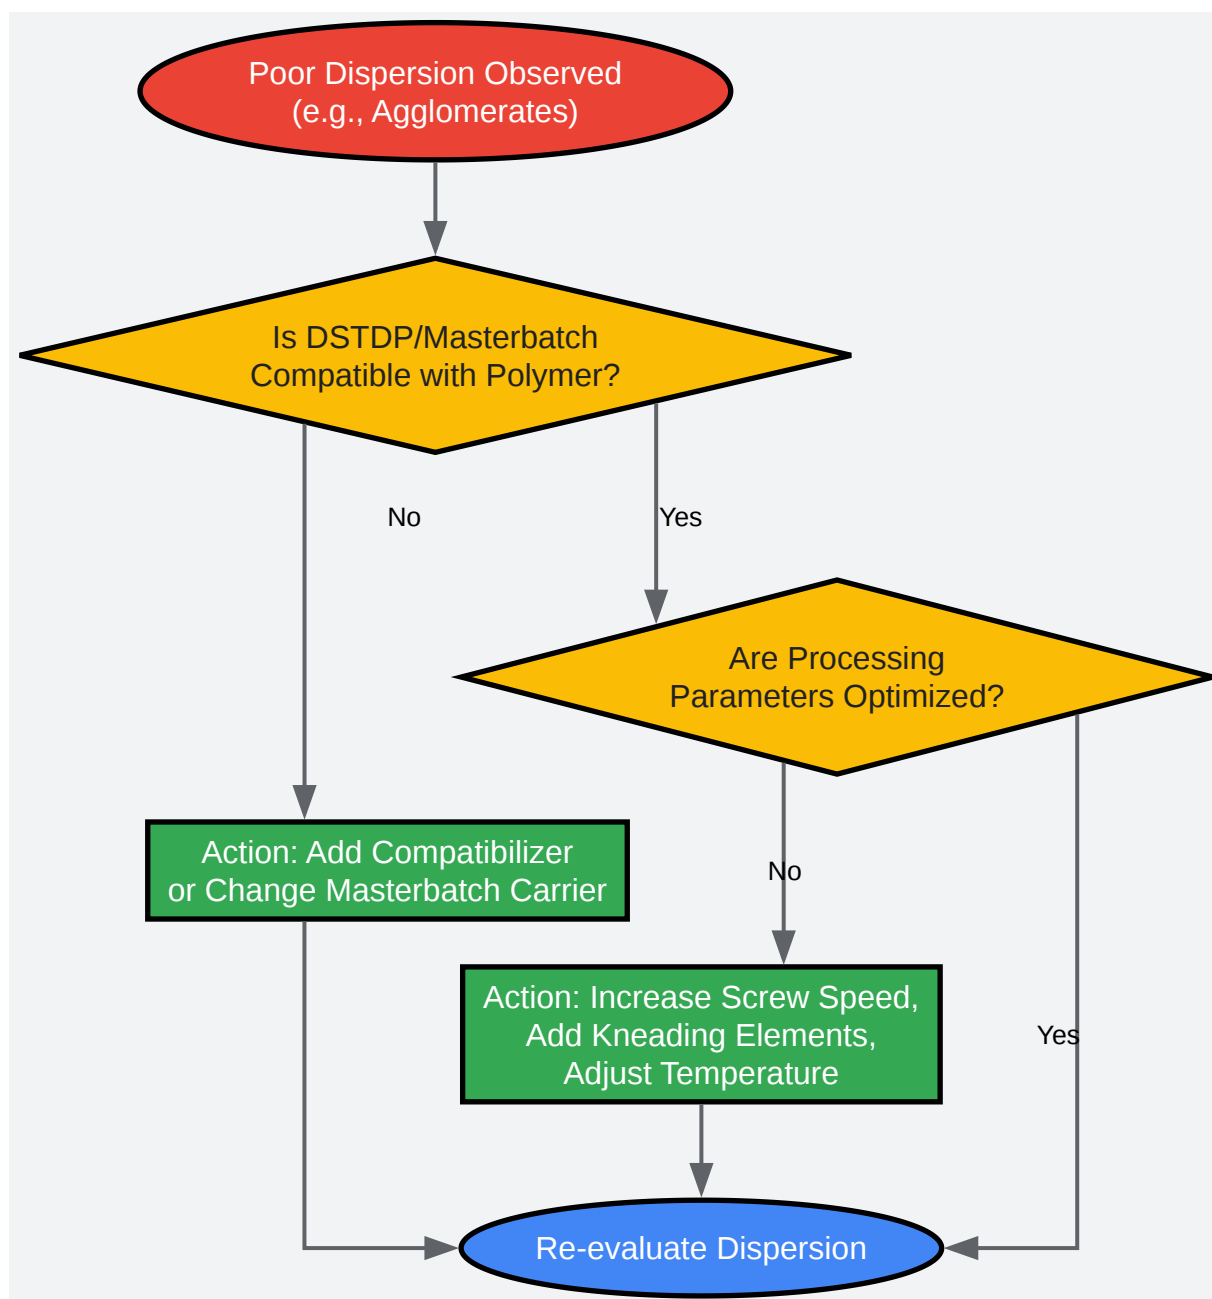 Poor Dispersion Observed
(e.g., Agglomerates)
Is DSTDP/Masterbatch
Compatible with Polymer?
No
Yes
Are Processing
Parameters Optimized?
Action: Add Compatibilizer
or Change Masterbatch Carrier
No
Action: Increase Screw Speed,
Add Kneading Elements,
Adjust Temperature
Yes
Re-evaluate Dispersion